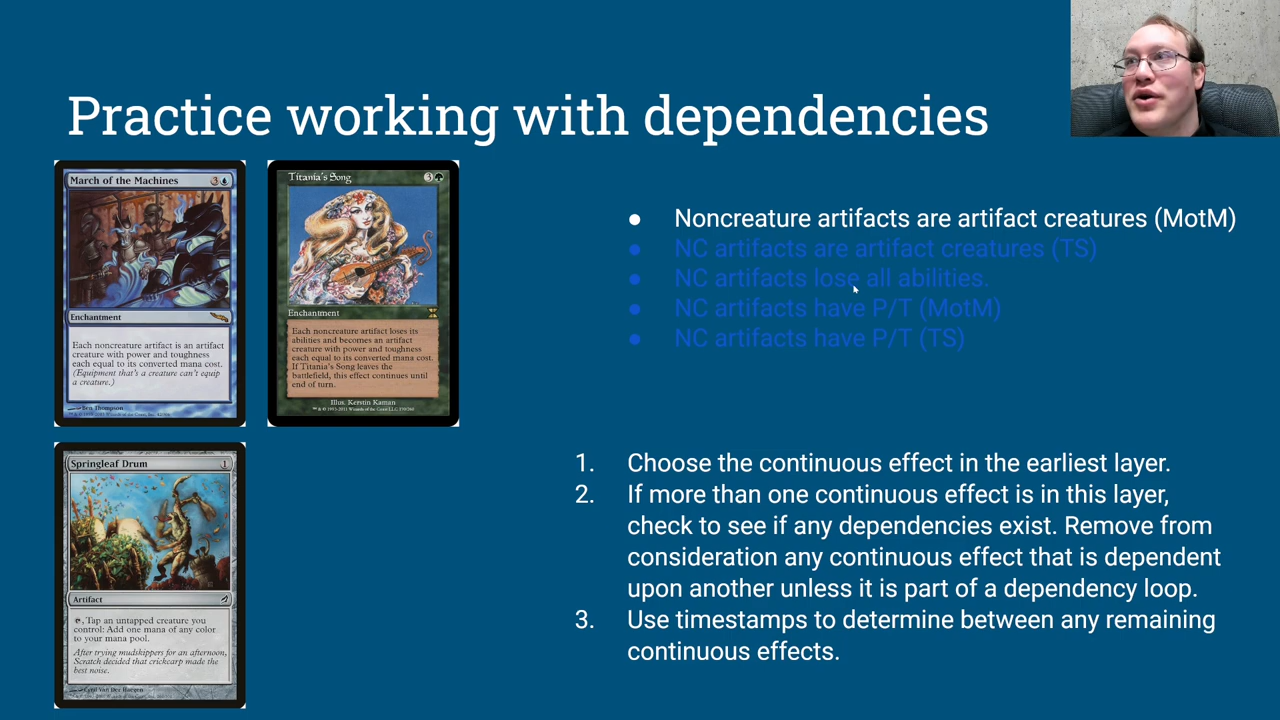 Practice working with dependencies
March of the Machines 3
Enchantment
Each noncreature artifact is an artifact
creature with power and toughness
each equal to its converted mana cost.
(Equipment that's a creature can't equip
a creature.)
Ben Thompson
Titania's Song 3
Enchantment
Each noncreature artifact loses its
abilities and becomes an artifact
creature with power and toughness
each equal to its converted mana cost.
If Titania's Song leaves the
battlefield, this effect continues until
end of turn.
Illus. Kerstin Kaman
Springleaf Drum 1
Artifact
, Tap an untapped creature you
control: Add one mana of any color
to your mana pool.
After trying mudskippers for an afternoon,
Scratch decided that crickcarp made the
best noise.
• Noncreature artifacts are artifact creatures (MotM)
• NC artifacts are artifact creatures (TS)
• NC artifacts lose all abilities.
• NC artifacts have P/T (MotM)
• NC artifacts have P/T (TS)
1. Choose the continuous effect in the earliest layer.
2. If more than one continuous effect is in this layer,
check to see if any dependencies exist. Remove from
consideration any continuous effect that is dependent
upon another unless it is part of a dependency loop.
3. Use timestamps to determine between any remaining
continuous effects.